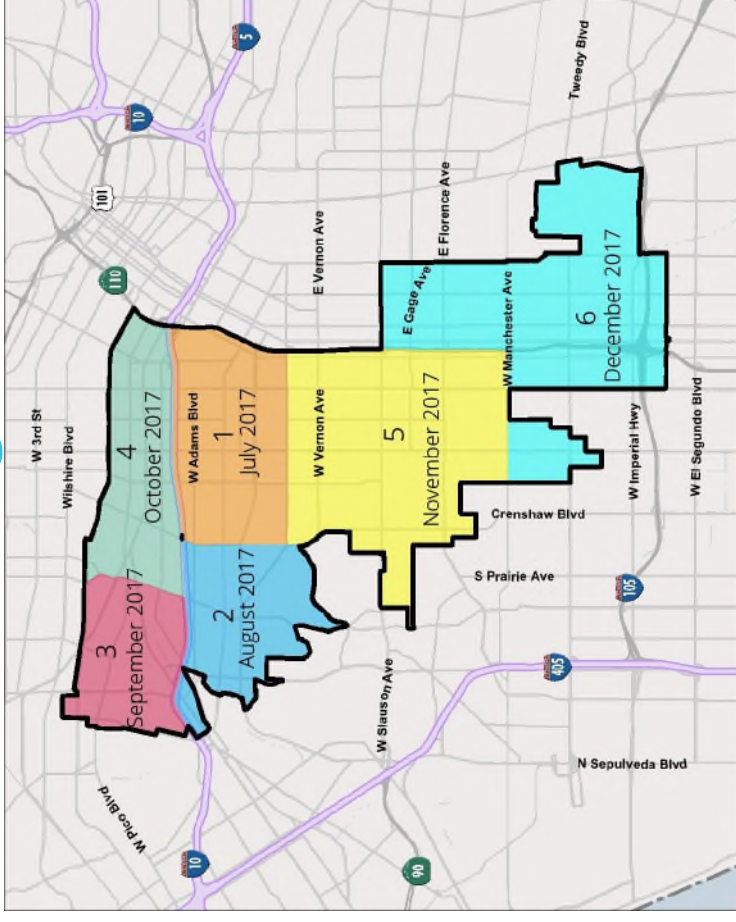 W 3rd St
Wilshire Blvd
101
110
3
September 2017
4
October 2017
W Pico Blvd
10
10
5
W Adams Blvd
1
July 2017
2
August 2017
E Vernon Ave
W Vernon Ave
W Slauson Ave
5
November 2017
90
E Gage Ave
E Florence Ave
W Manchester Ave
S Prairie Ave
Crenshaw Blvd
405
Tweedy Blvd
6
December 2017
N Sepulveda Blvd
W Imperial Hwy
105
W El Segundo Blvd